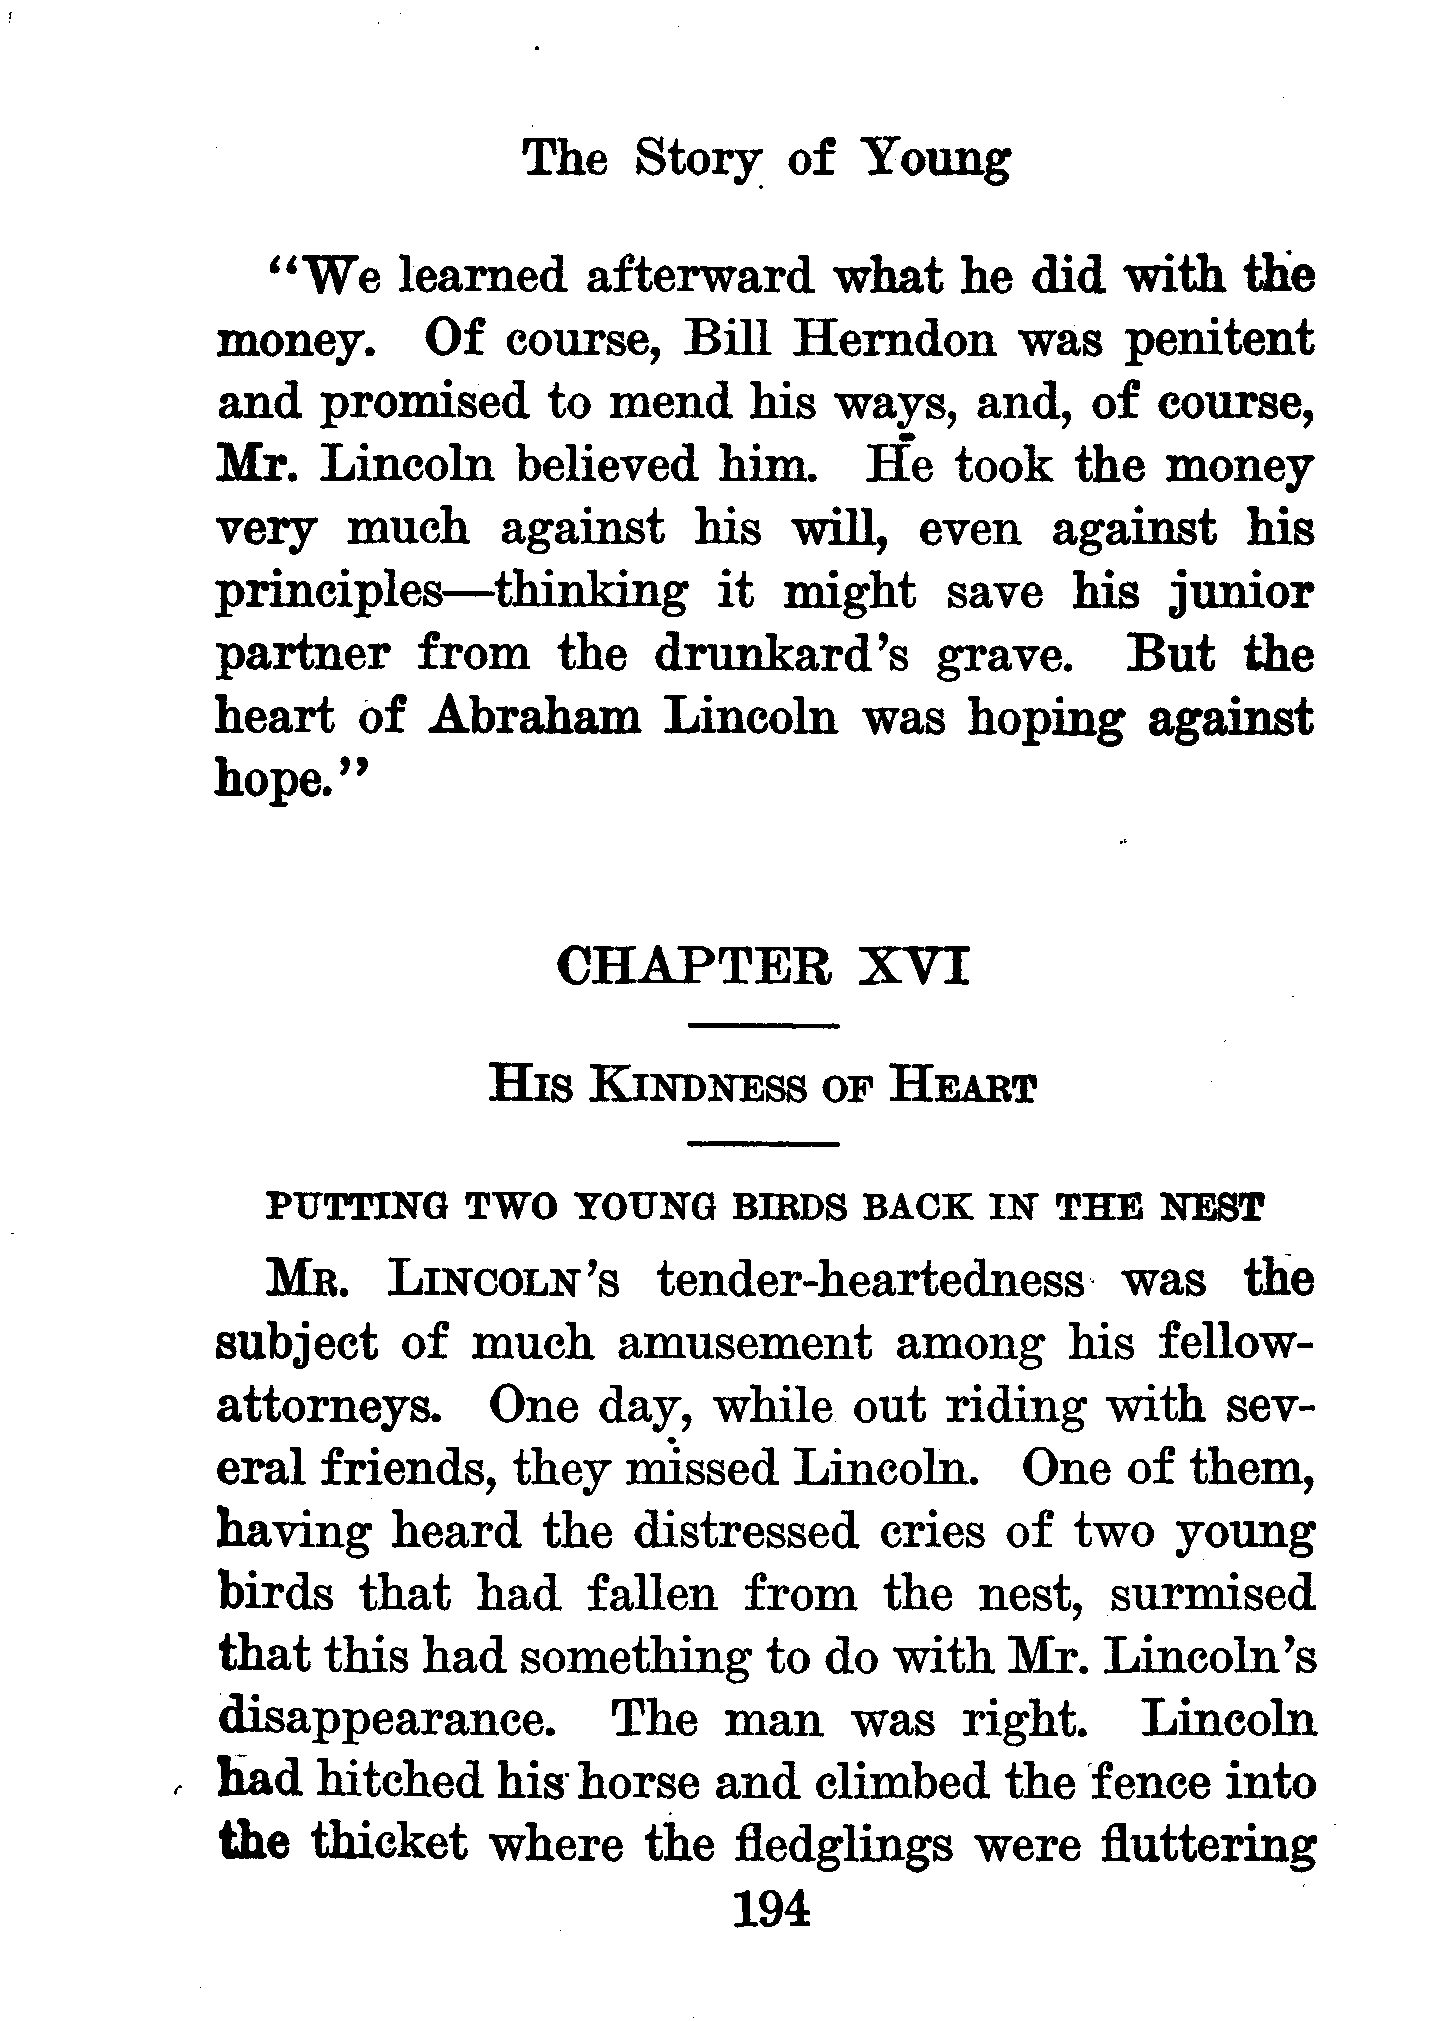 The Story of Young
"We learned afterward what he did with the
money. Of course, Bill Herndon was penitent
and promised to mend his ways, and, of course,
Mr. Lincoln believed him. He took the money
very much against his will, even against his
principles—thinking it might save his junior
partner from the drunkard's grave. But the
heart of Abraham Lincoln was hoping against
hope."
CHAPTER XVI
HIS KINDNESS OF HEART
PUTTING TWO YOUNG BIRDS BACK IN THE NEST
MR. LINCOLN'S tender-heartedness was the
subject of much amusement among his fellow-
attorneys. One day, while out riding with sev-
eral friends, they missed Lincoln. One of them,
having heard the distressed cries of two young
birds that had fallen from the nest, surmised
that this had something to do with Mr. Lincoln's
disappearance. The man was right. Lincoln
had hitched his horse and climbed the fence into
the thicket where the fledglings were fluttering
194